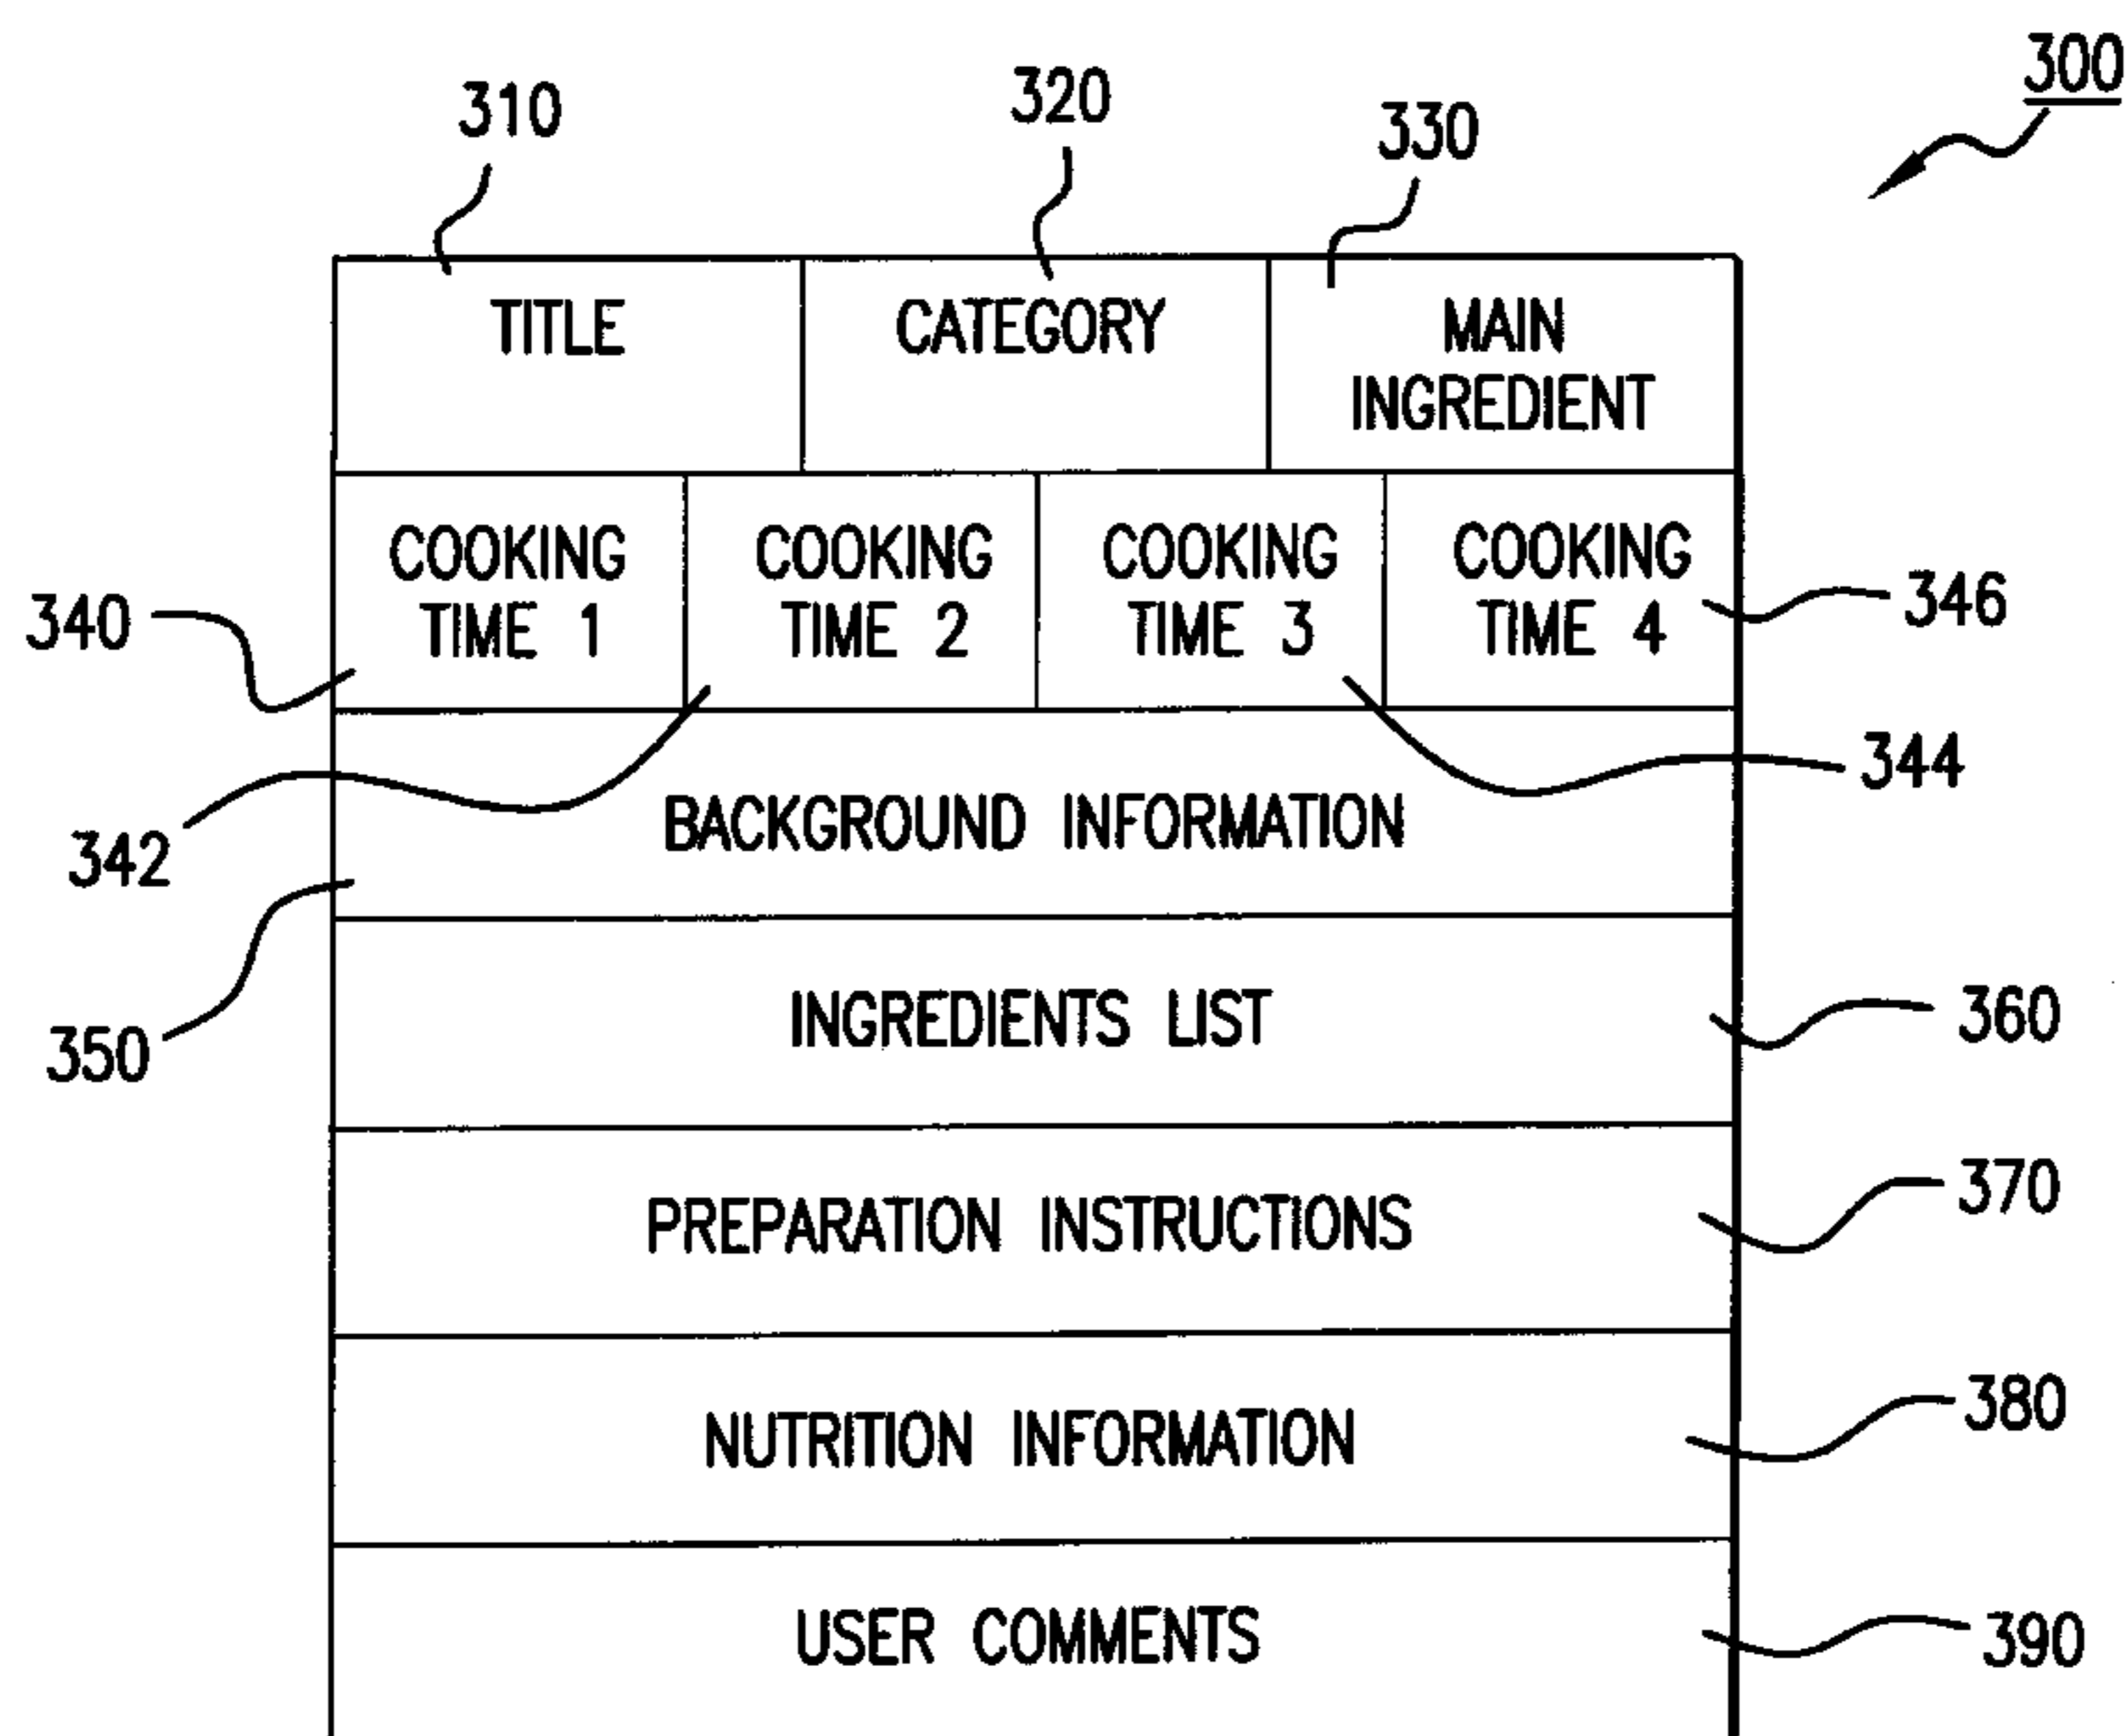 300
310
320
330
TITLE
CATEGORY
MAIN
INGREDIENT
COOKING
TIME 1
COOKING
TIME 2
COOKING
TIME 3
COOKING
TIME 4
340
346
342
344
BACKGROUND INFORMATION
350
INGREDIENTS LIST
360
PREPARATION INSTRUCTIONS
370
NUTRITION INFORMATION
380
USER COMMENTS
390